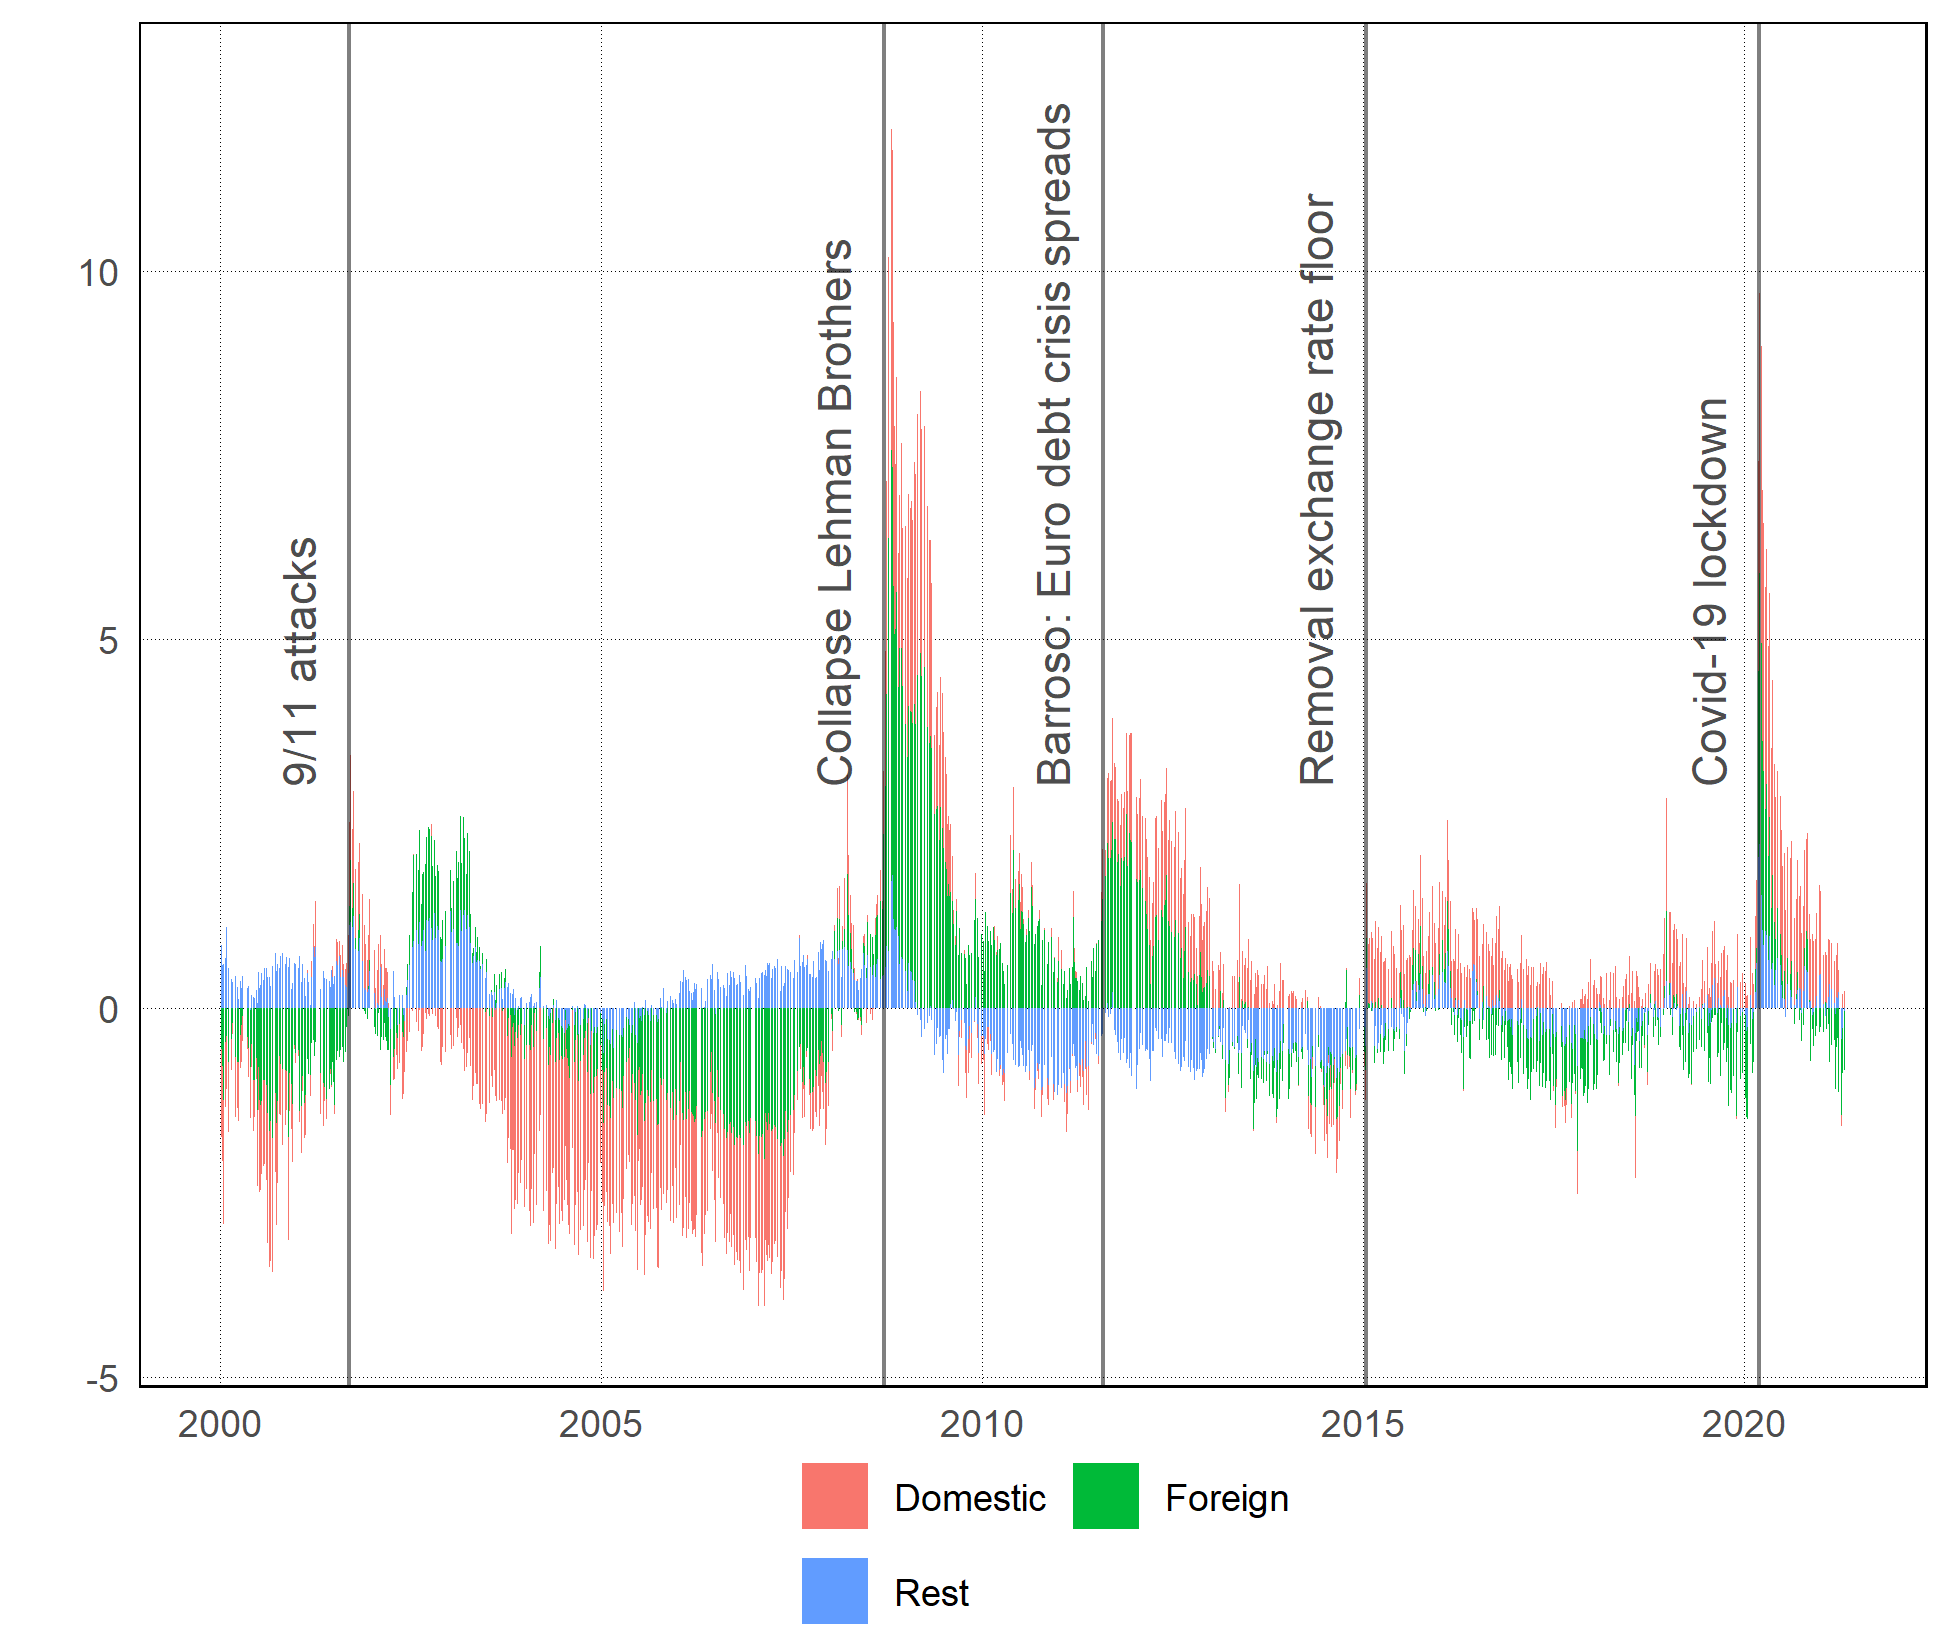 9/11 attacks
Collapse Lehman Brothers
Barroso: Euro debt crisis spreads
Removal exchange rate floor
Covid-19 lockdown
10
5
0
-5
2000 2005 2010 2015 2020
Domestic Foreign
Rest